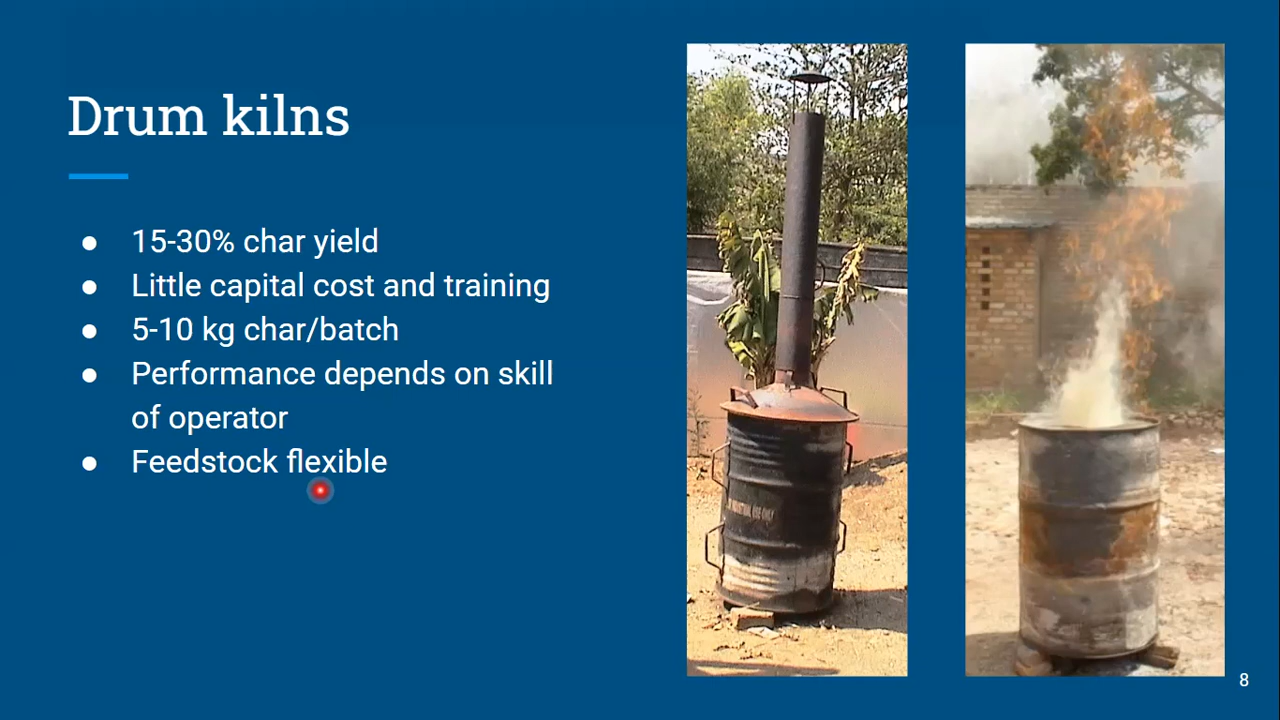 Drum kilns
● 15-30% char yield
● Little capital cost and training
● 5-10 kg char/batch
● Performance depends on skill
of operator
● Feedstock flexible
8